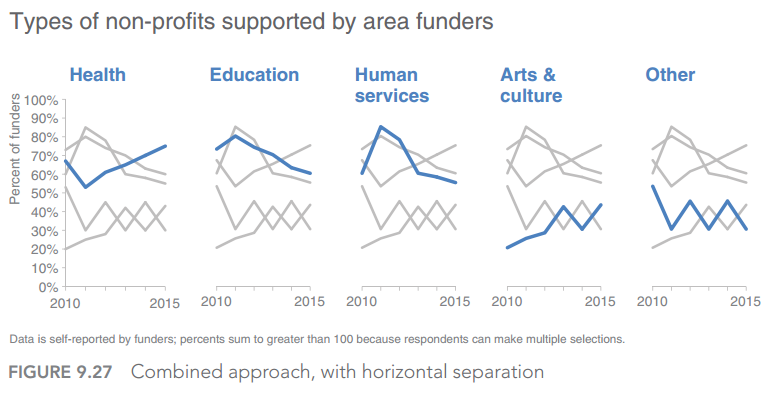 Types of non-profits supported by area funders
Health
Education
Human
services
Arts &
culture
Other
Percent of funders
100%
90%
80%
70%
60%
50%
40%
30%
20%
10%
0%
2010 2015
2010 2015
2010 2015
2010 2015
2010 2015
Data is self-reported by funders; percents sum to greater than 100 because respondents can make multiple selections.
FIGURE 9.27 Combined approach, with horizontal separation